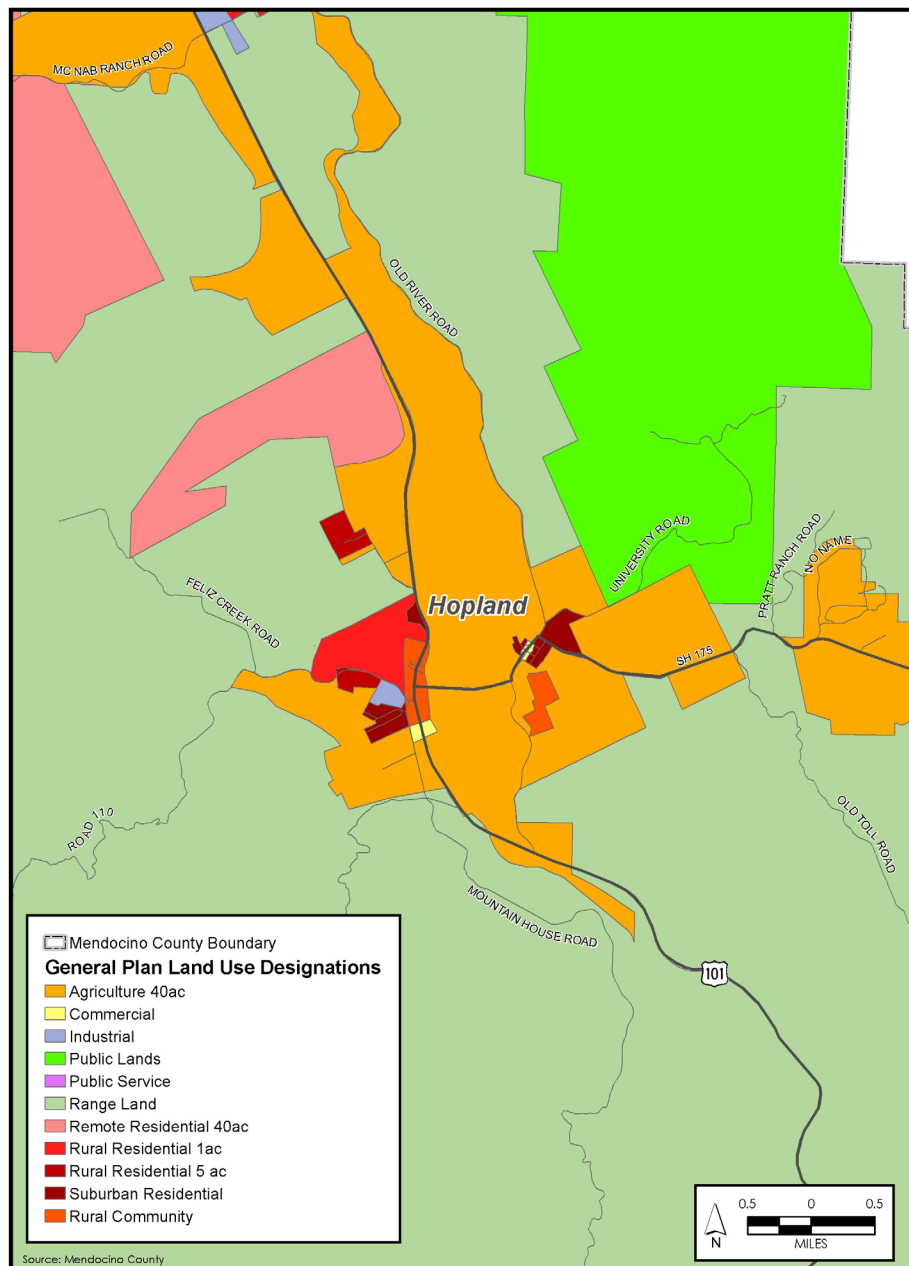 MC NAB RANCH ROAD
OLD RIVER ROAD
UNIVERSITY ROAD
PRATT RANCH ROAD
N-O NAME
FELIZ CREEK ROAD
Hopland
SH 175
ROAD 110
OLD TOLL ROAD
MOUNTAIN HOUSE ROAD
101
Mendocino County Boundary
General Plan Land Use Designations
Agriculture 40ac
Commercial
Industrial
Public Lands
Public Service
Range Land
Remote Residential 40ac
Rural Residential 1ac
Rural Residential 5 ac
Suburban Residential
Rural Community
N
0.5 0 0.5
MILES
Source: Mendocino County